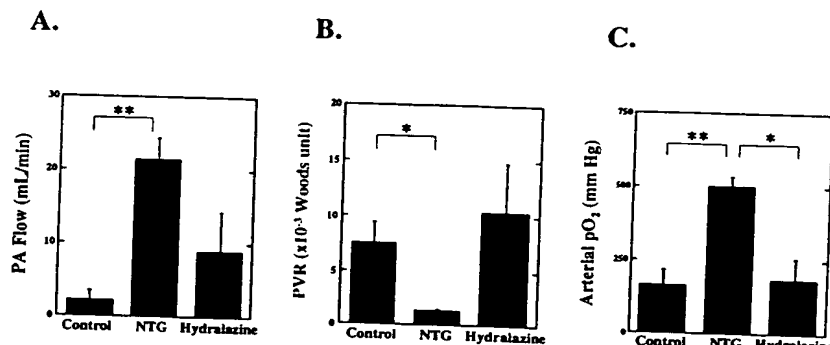 A.
B.
C.
PA Flow (mL/min)
30
20
10
0
**
Control NTG Hydralazine
PVR (x10-3 Woods unit)
20
15
10
5
0
*
Control NTG Hydralazine
Arterial pO2 (mm Hg)
750
500
250
0
** *
Control NTG Hydralazine